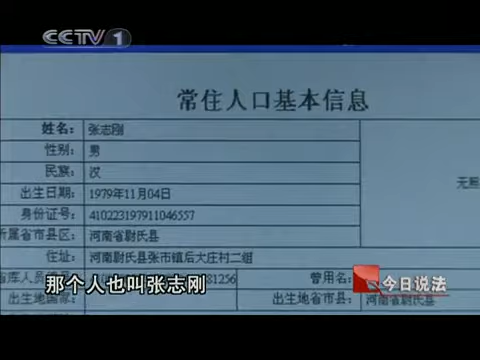 CCTV 1
常住人口基本信息
姓名: 张志刚
性别: 男
民族: 汉
出生日期: 1979年11月04日
身份证号: 410223197911046557
所属省市县区: 河南省尉氏县
住址: 河南尉氏县张市镇后大庄村二组
曾用名:
出生地国
出生地省市县: 河南省尉氏县
那个人也叫张志刚
今日说法